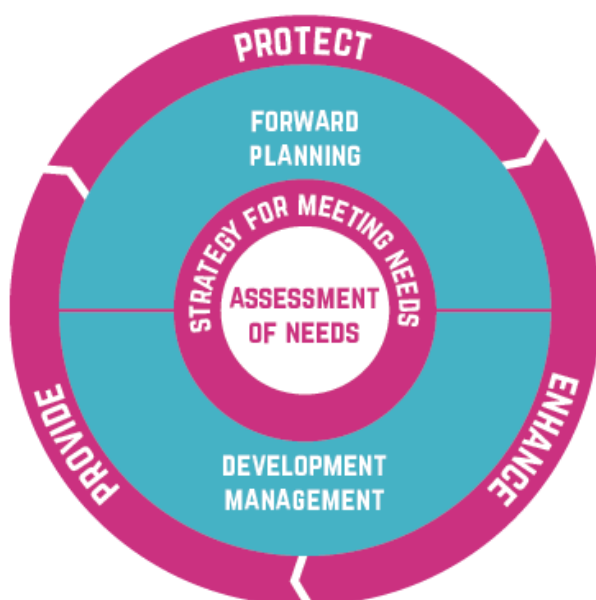 PROTECT
FORWARD
PLANNING
STRATEGY FOR MEETING NEEDS
ASSESSMENT
OF NEEDS
PROVIDE
ENHANCE
DEVELOPMENT
MANAGEMENT